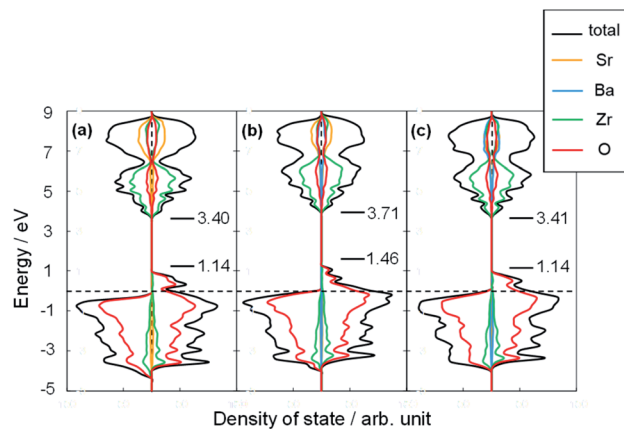 total
Sr
Ba
Zr
O
Energy / eV
9
7
5
3
1
-1
-3
-5
(a)
3.40
1.14
(b)
3.71
1.46
(c)
3.41
1.14
Density of state / arb. unit